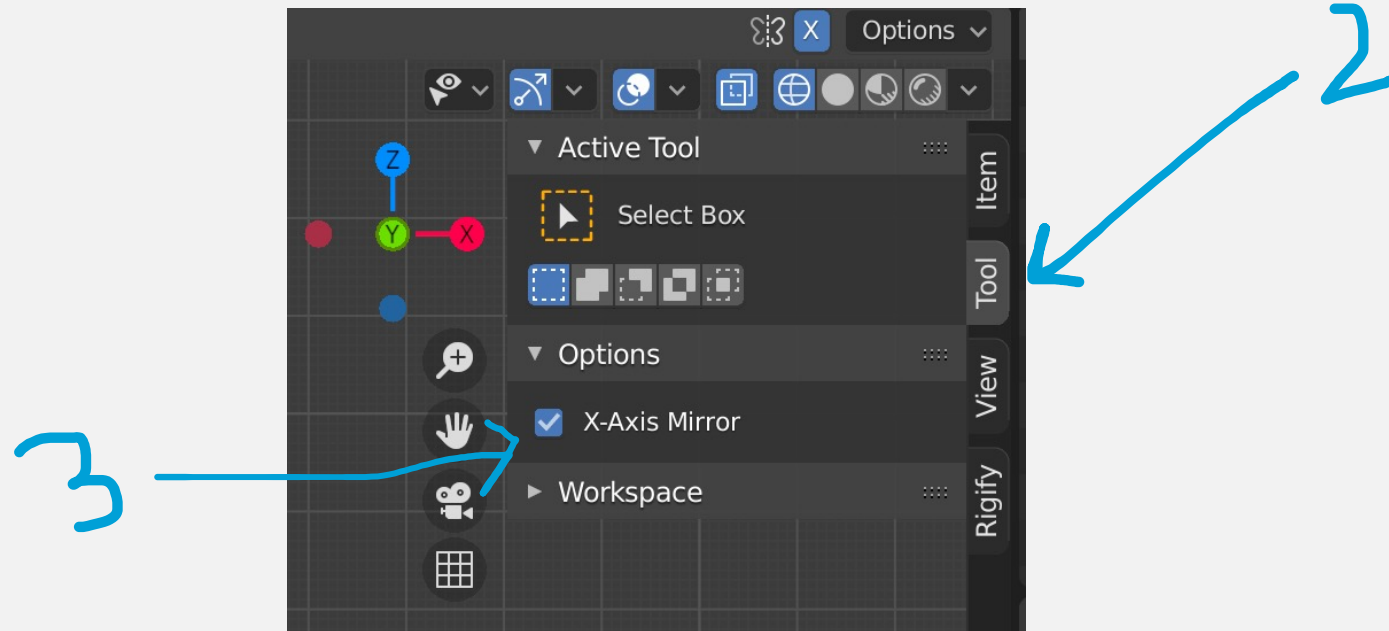 X Options
2
Active Tool
Item
Z
Select Box
Y X
Tool
Options
View
X-Axis Mirror
3
Workspace
Rigify